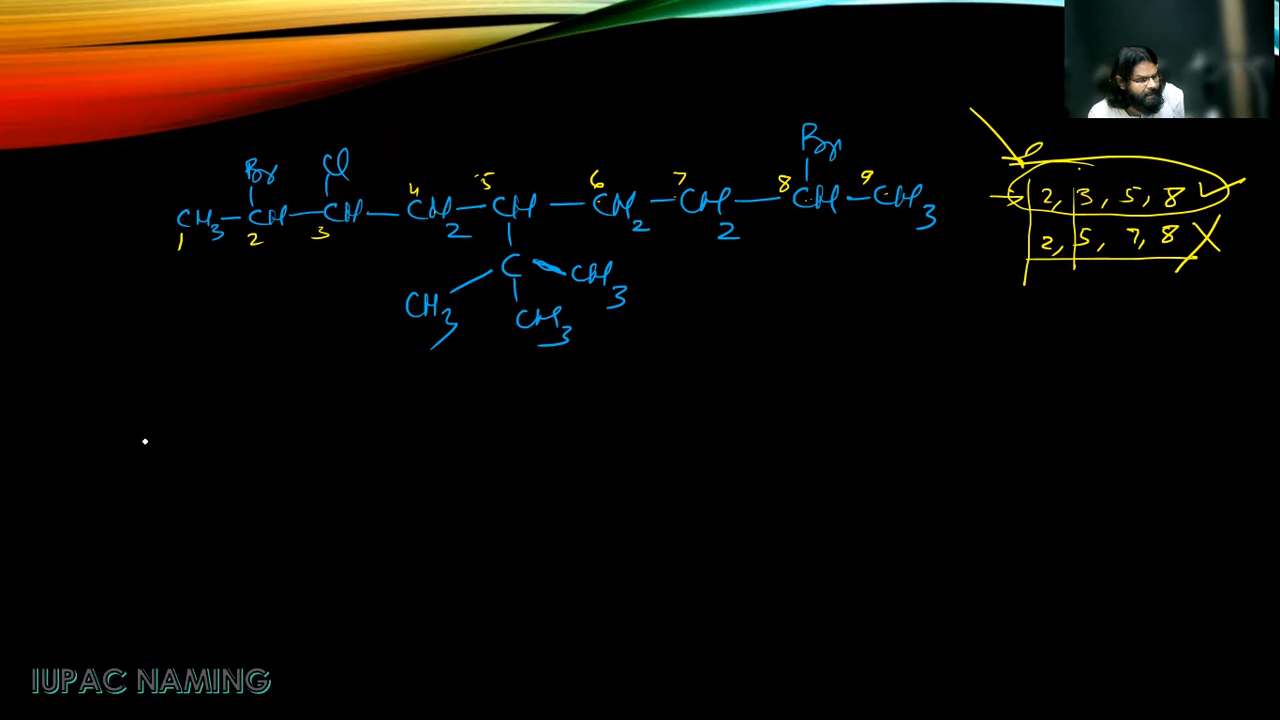 Br Cl Br
4 5 6 7 8 9
CH3 – CH – CH – CH2 – CH – CH2 – CH2 – CH – CH3
1 2 3
C
CH3 CH3 CH3
2, 3, 5, 8
2, 5, 7, 8
IUPAC NAMING